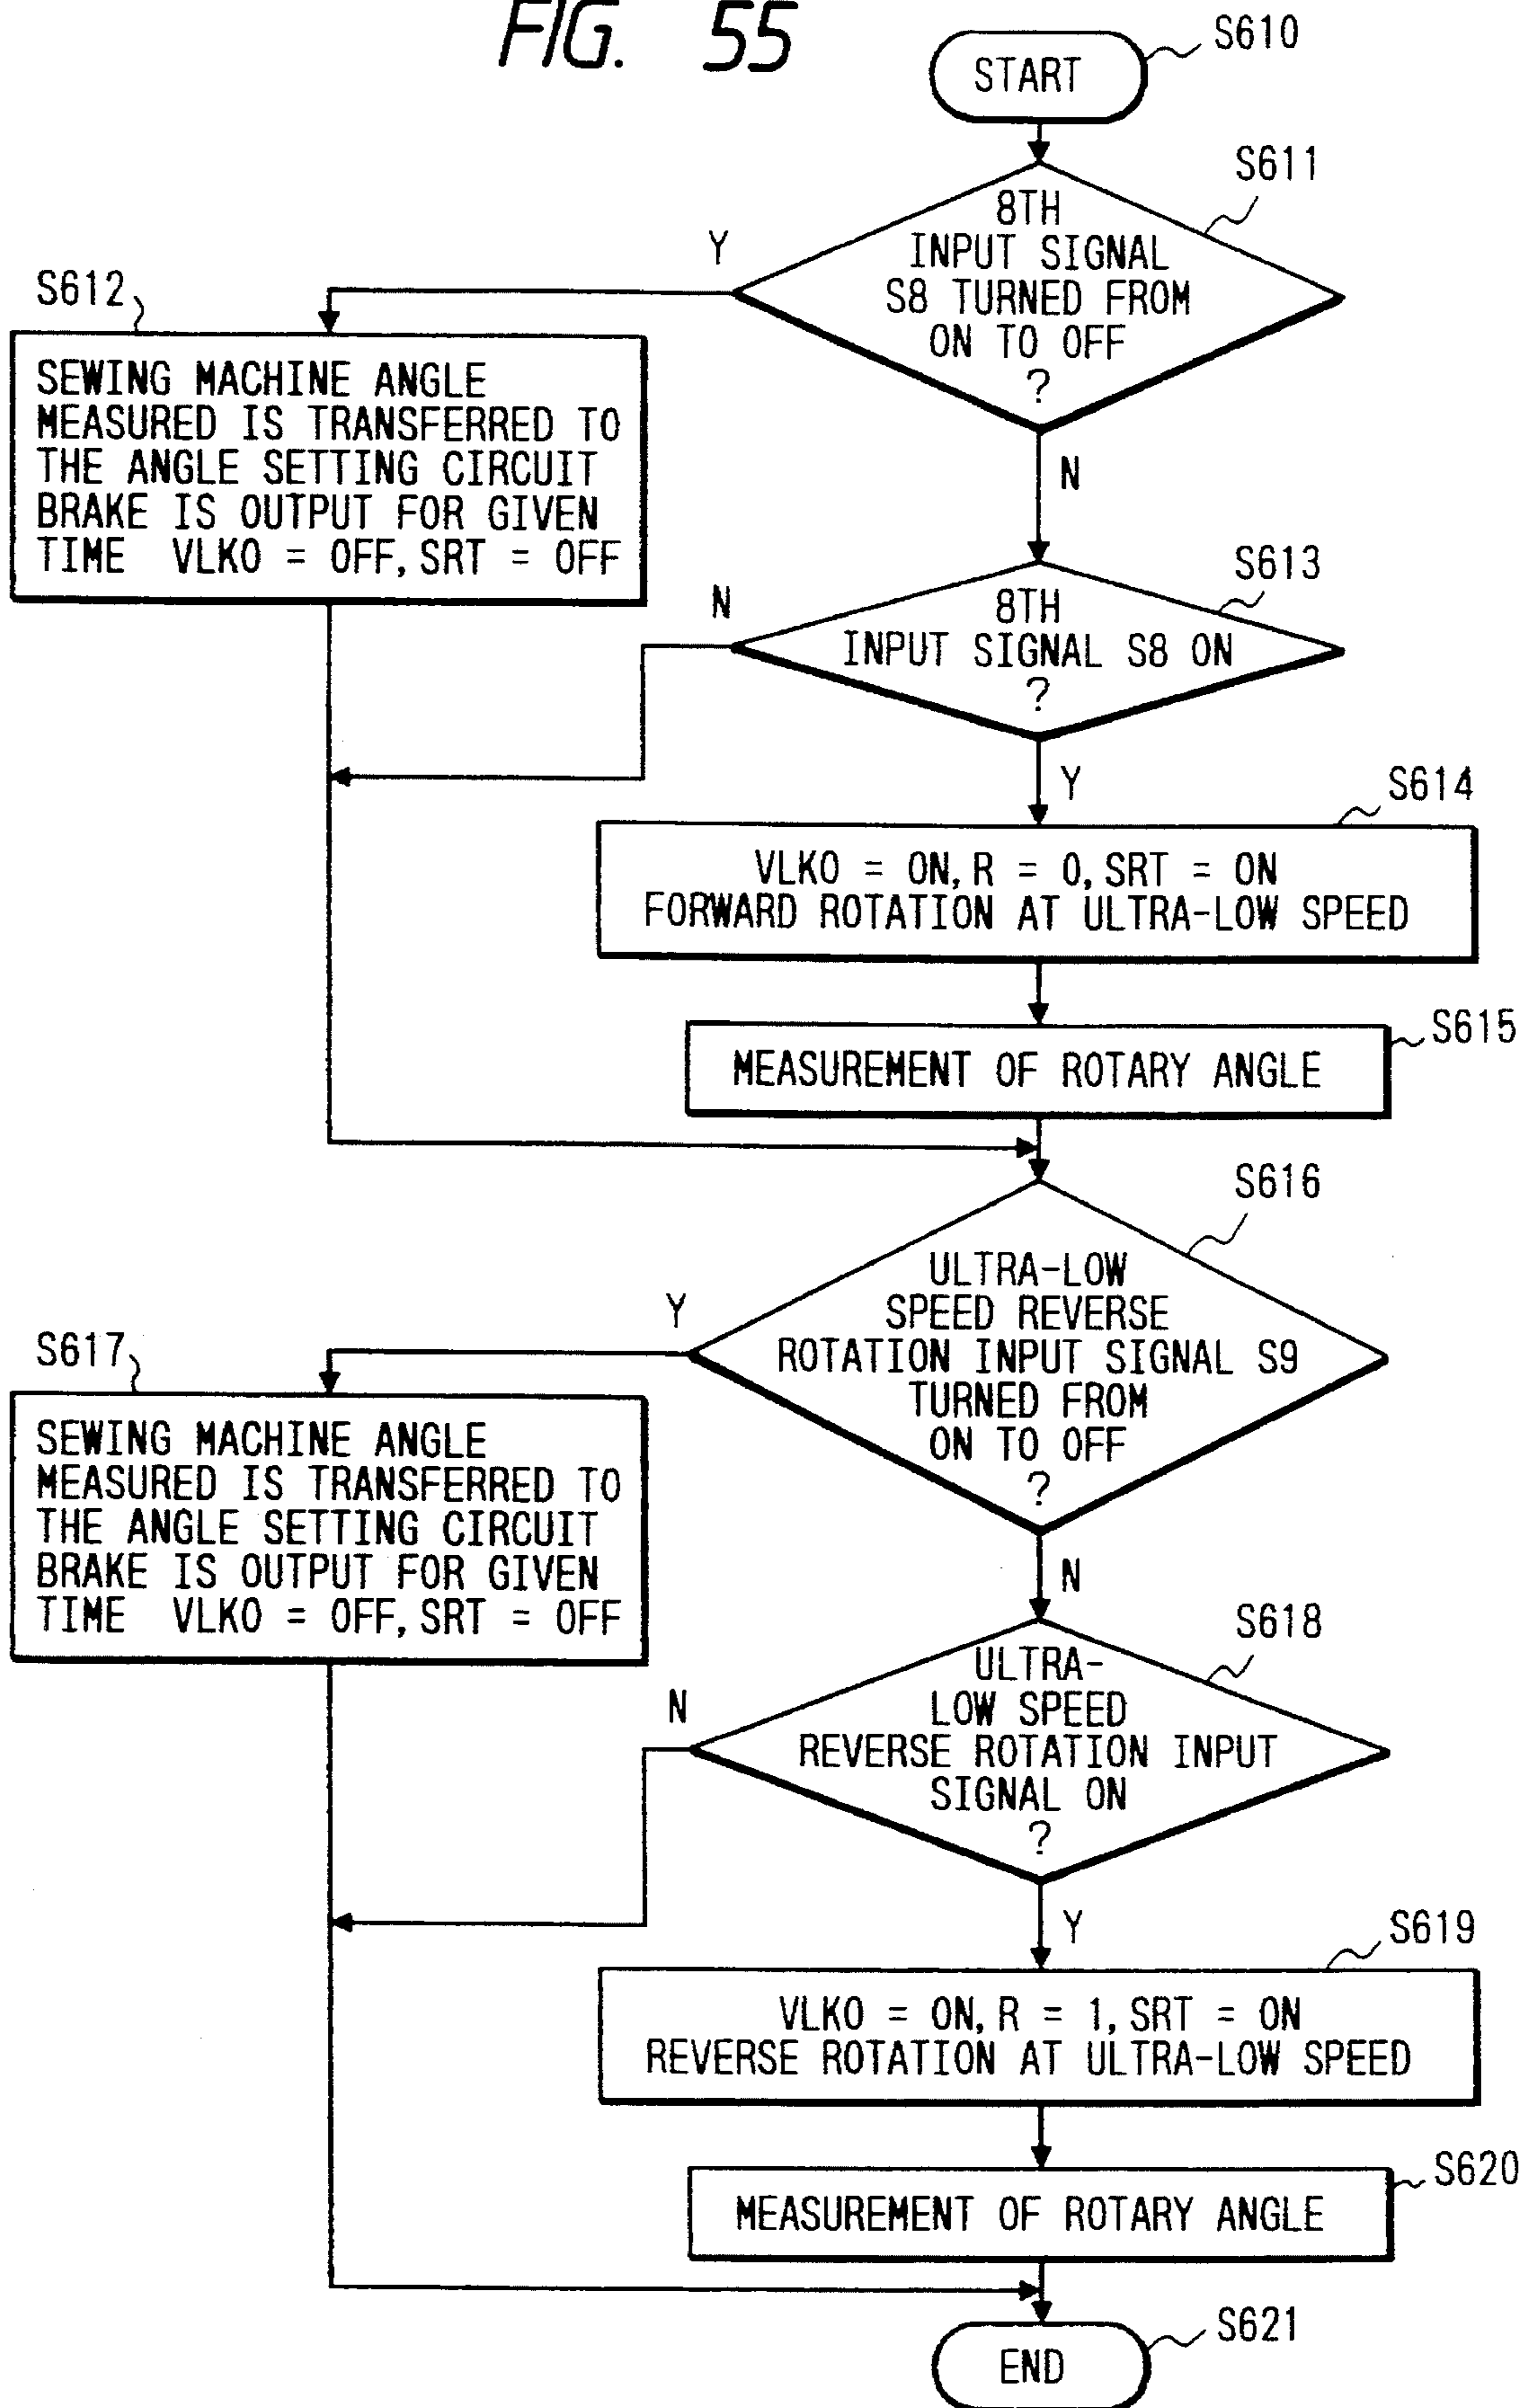 FIG. 55
START
S610
S611
8TH
INPUT SIGNAL
S8 TURNED FROM
ON TO OFF
?
Y
N
S612
SEWING MACHINE ANGLE
MEASURED IS TRANSFERRED TO
THE ANGLE SETTING CIRCUIT
BRAKE IS OUTPUT FOR GIVEN
TIME VLKO = OFF, SRT = OFF
S613
8TH
INPUT SIGNAL S8 ON
?
N
Y
S614
VLKO = ON, R = 0, SRT = ON
FORWARD ROTATION AT ULTRA-LOW SPEED
S615
MEASUREMENT OF ROTARY ANGLE
S616
ULTRA-LOW
SPEED REVERSE
ROTATION INPUT SIGNAL S9
TURNED FROM
ON TO OFF
?
Y
N
S617
SEWING MACHINE ANGLE
MEASURED IS TRANSFERRED TO
THE ANGLE SETTING CIRCUIT
BRAKE IS OUTPUT FOR GIVEN
TIME VLKO = OFF, SRT = OFF
S618
ULTRA-
LOW SPEED
REVERSE ROTATION INPUT
SIGNAL ON
?
N
Y
S619
VLKO = ON, R = 1, SRT = ON
REVERSE ROTATION AT ULTRA-LOW SPEED
S620
MEASUREMENT OF ROTARY ANGLE
S621
END